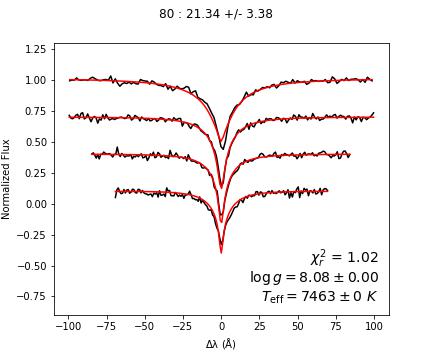 80 : 21.34 +/- 3.38
Normalized Flux
1.25
1.00
0.75
0.50
0.25
0.00
−0.25
−0.50
−0.75
χ²ᵣ = 1.02
log g = 8.08 ± 0.00
T_eff = 7463 ± 0 K
−100 −75 −50 −25 0 25 50 75 100
Δλ (Å)